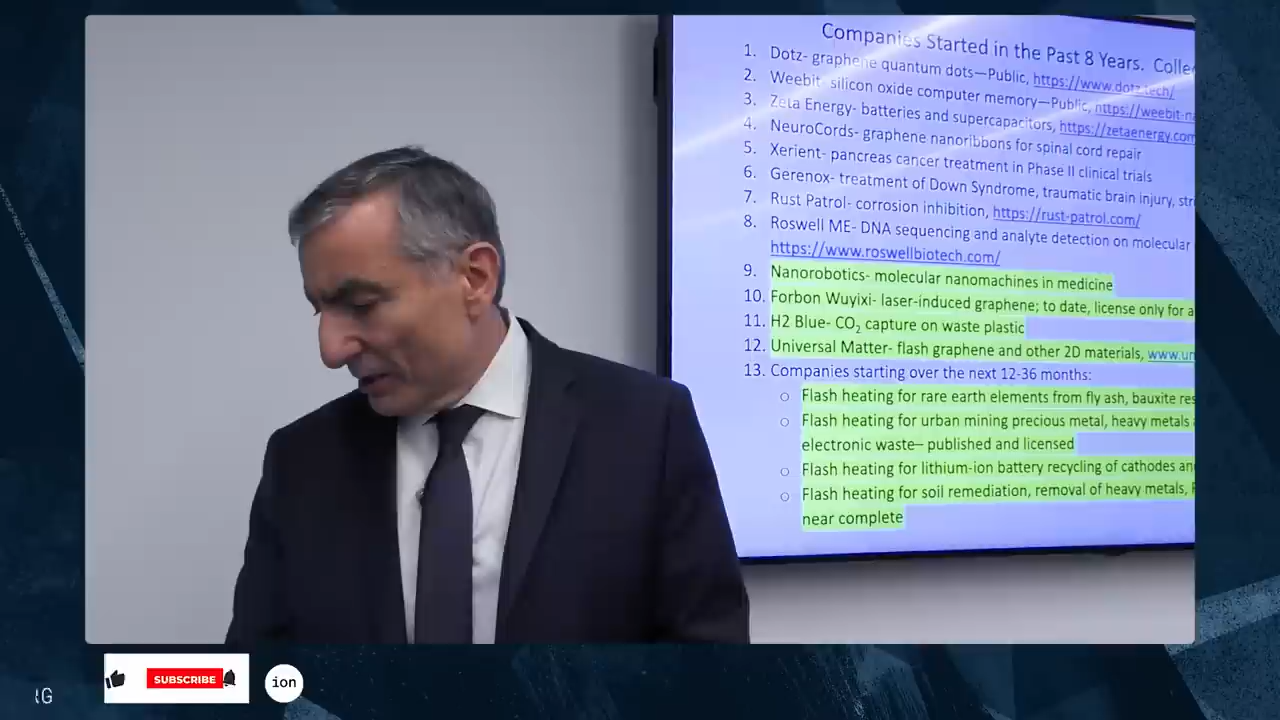 Companies Started in the Past 8 Years. Colle
1. Dotz- graphene quantum dots—Public, https://www.dotz.tech/
2. Weebit- silicon oxide computer memory—Public, https://weebit-n
3. Zeta Energy- batteries and supercapacitors, https://zetaenergy.com
4. NeuroCords- graphene nanoribbons for spinal cord repair
5. Xerient- pancreas cancer treatment in Phase II clinical trials
6. Gerenox- treatment of Down Syndrome, traumatic brain injury, str
7. Rust Patrol- corrosion inhibition, https://rust-patrol.com/
8. Roswell ME- DNA sequencing and analyte detection on molecular
https://www.roswellbiotech.com/
9. Nanorobotics- molecular nanomachines in medicine
10. Forbon Wuyixi- laser-induced graphene; to date, license only for a
11. H2 Blue- CO₂ capture on waste plastic
12. Universal Matter- flash graphene and other 2D materials, www.un
13. Companies starting over the next 12-36 months:
○ Flash heating for rare earth elements from fly ash, bauxite res
○ Flash heating for urban mining precious metal, heavy metals
electronic waste– published and licensed
○ Flash heating for lithium-ion battery recycling of cathodes an
○ Flash heating for soil remediation, removal of heavy metals,
near complete
SUBSCRIBE
ion